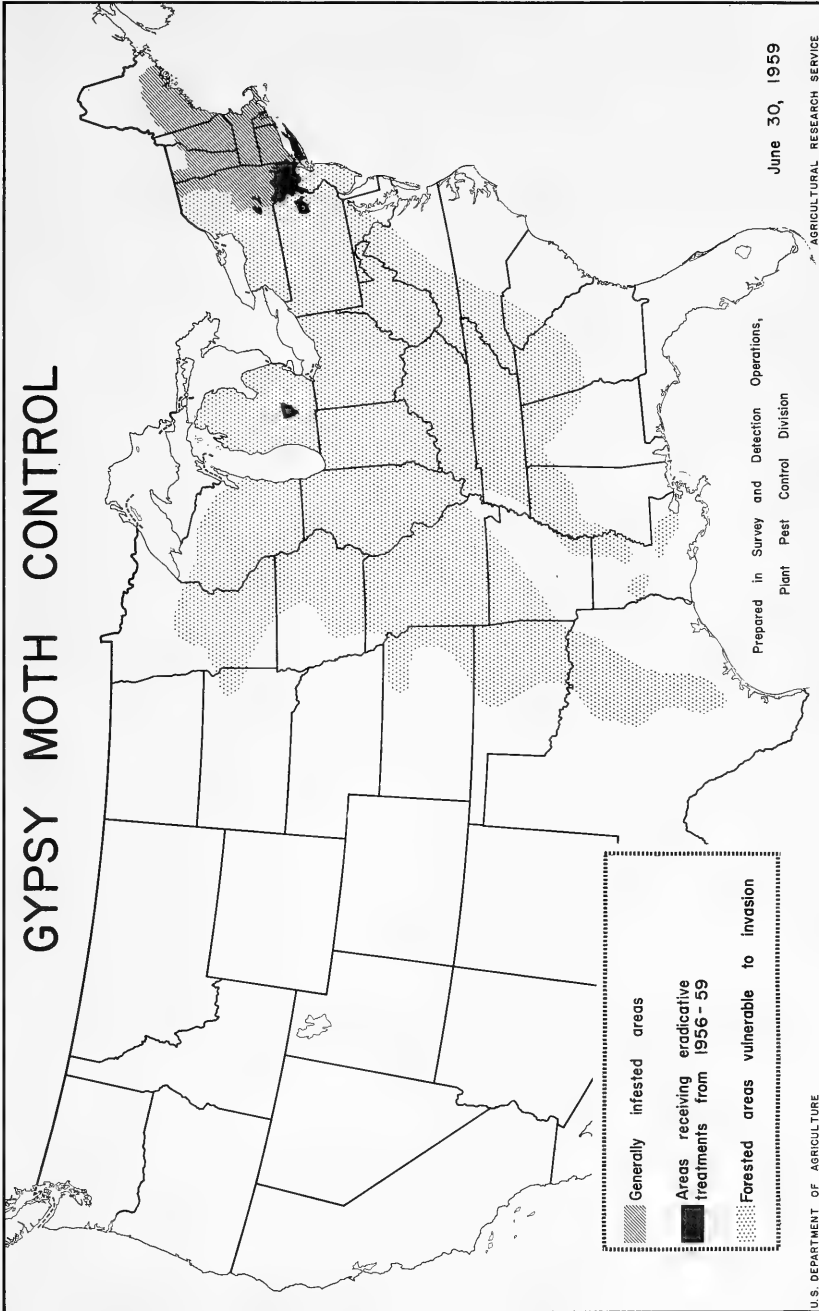 GYPSY MOTH CONTROL
Generally infested areas
Areas receiving eradicative
treatments from 1956-59
Forested areas vulnerable to invasion
June 30, 1959
Prepared in Survey and Detection Operations,
Plant Pest Control Division
U.S. DEPARTMENT OF AGRICULTURE
AGRICULTURAL RESEARCH SERVICE